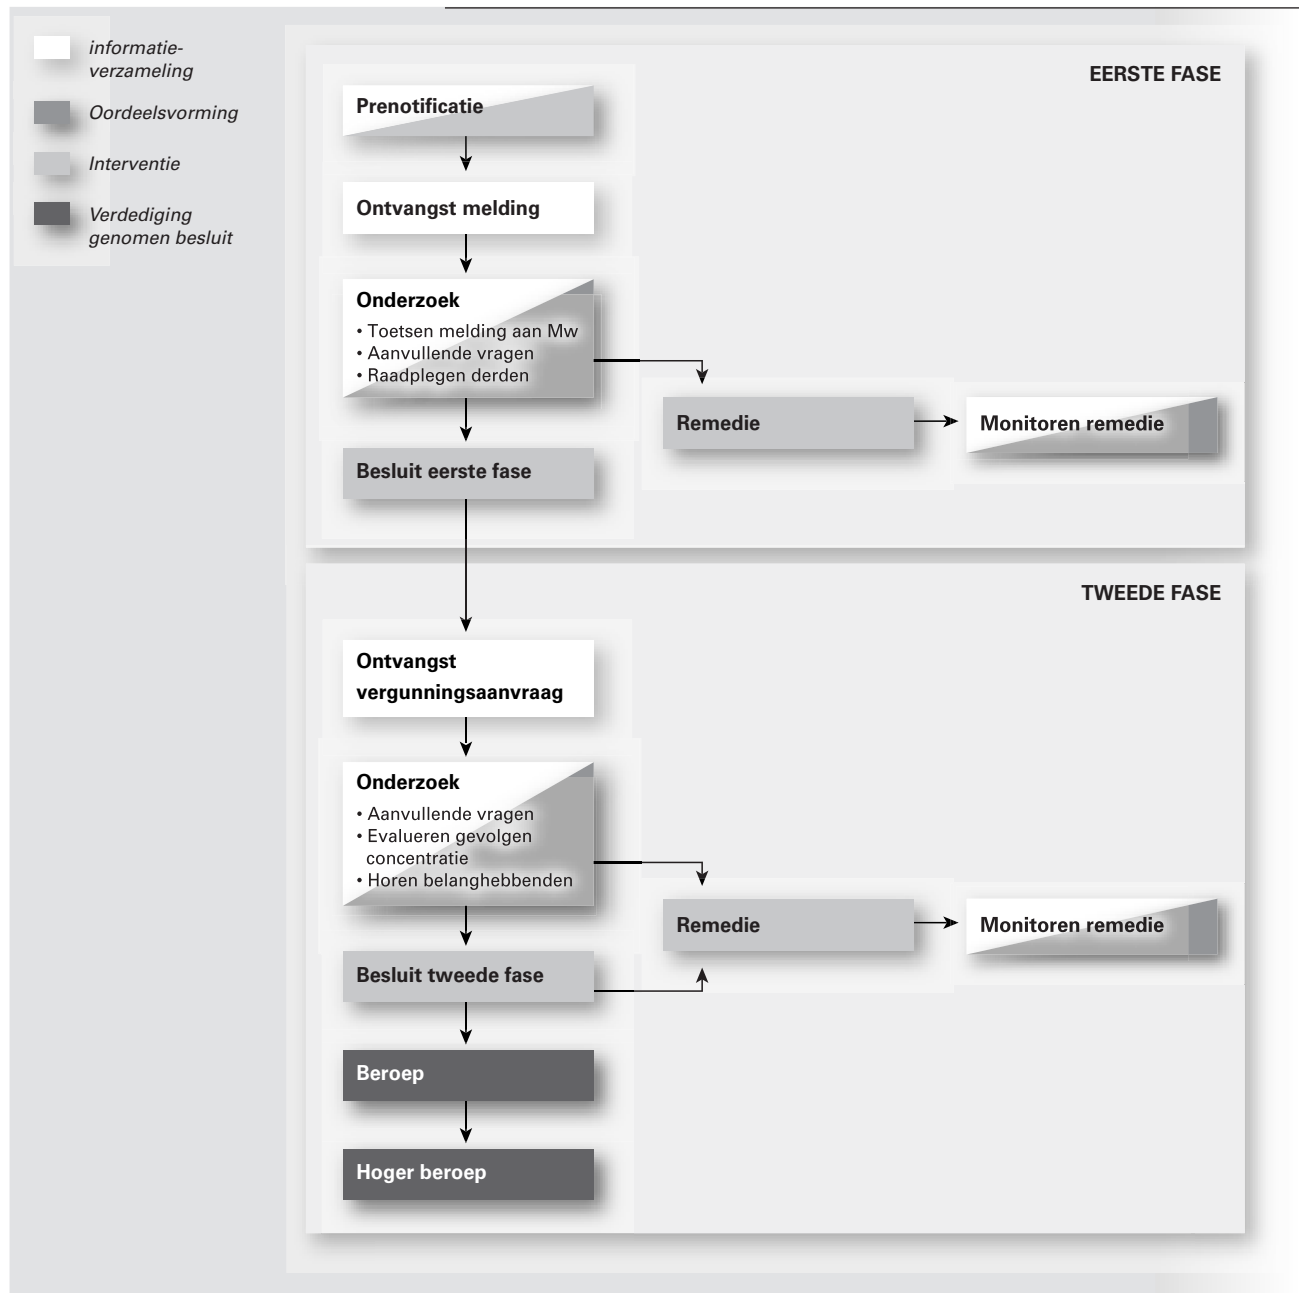 informatie-
verzameling
Oordeelsvorming
Interventie
Verdediging
genomen besluit
EERSTE FASE
Prenotificatie
Ontvangst melding
Onderzoek
• Toetsen melding aan Mw
• Aanvullende vragen
• Raadplegen derden
Remedie
Monitoren remedie
Besluit eerste fase
TWEEDE FASE
Ontvangst
vergunningsaanvraag
Onderzoek
• Aanvullende vragen
• Evalueren gevolgen
concentratie
• Horen belanghebbenden
Remedie
Monitoren remedie
Besluit tweede fase
Beroep
Hoger beroep